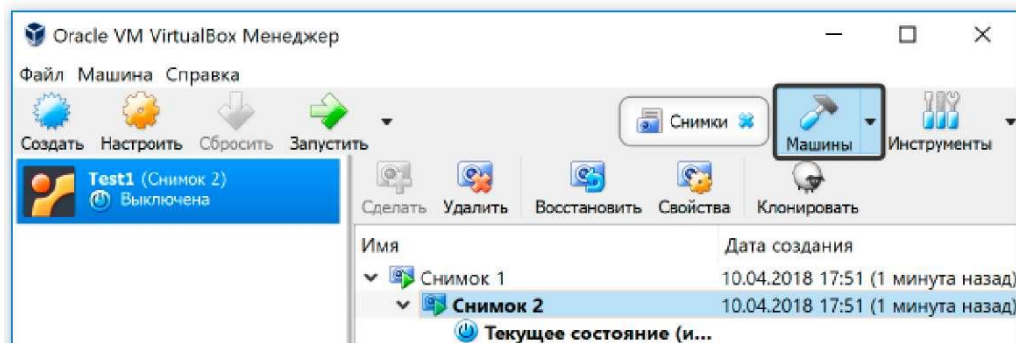 Oracle VM VirtualBox Менеджер
Файл Машина Справка
Создать Настроить Сбросить Запустить Снимки Машины Инструменты
Test1 (Снимок 2)
Выключена
Сделать Удалить Восстановить Свойства Клонировать
Имя Дата создания
Снимок 1 10.04.2018 17:51 (1 минута назад)
Снимок 2 10.04.2018 17:51 (1 минута назад)
Текущее состояние (и...